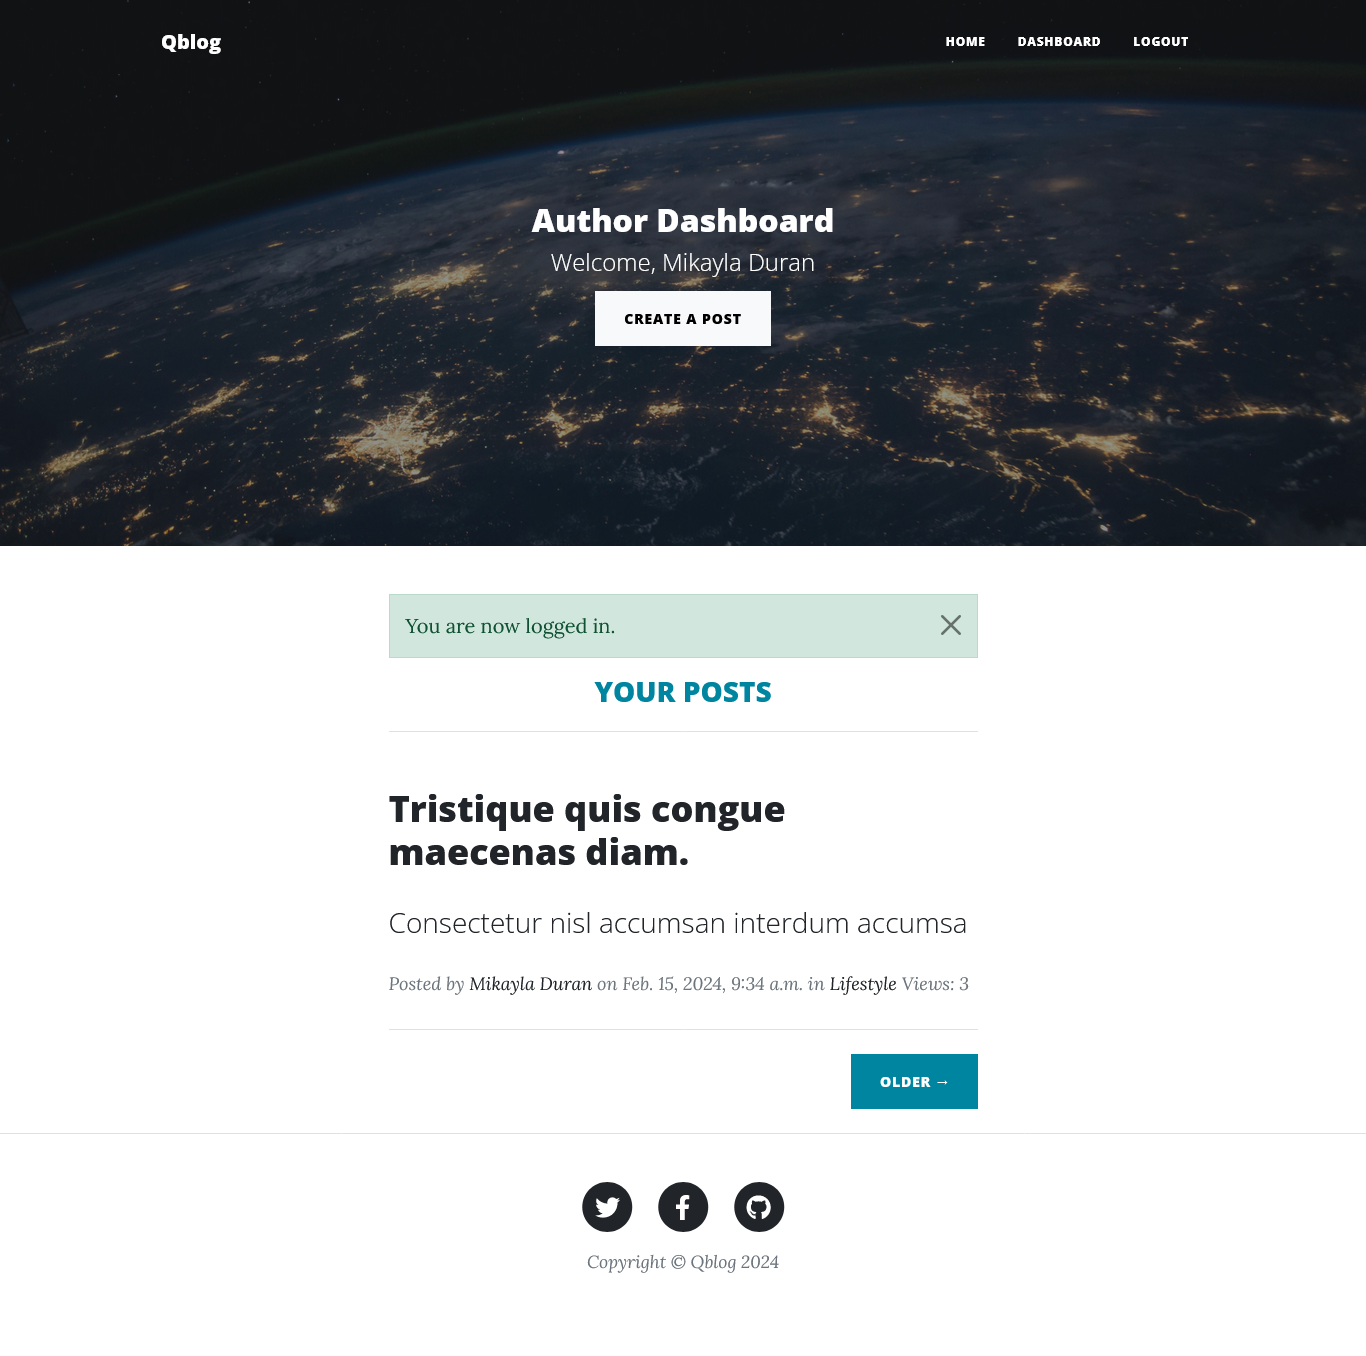 Qblog
HOME DASHBOARD LOGOUT
Author Dashboard
Welcome, Mikayla Duran
CREATE A POST
You are now logged in.
YOUR POSTS
Tristique quis congue
maecenas diam.
Consectetur nisl accumsan interdum accumsa
Posted by Mikayla Duran on Feb. 15, 2024, 9:34 a.m. in Lifestyle Views: 3
OLDER →
Copyright © Qblog 2024